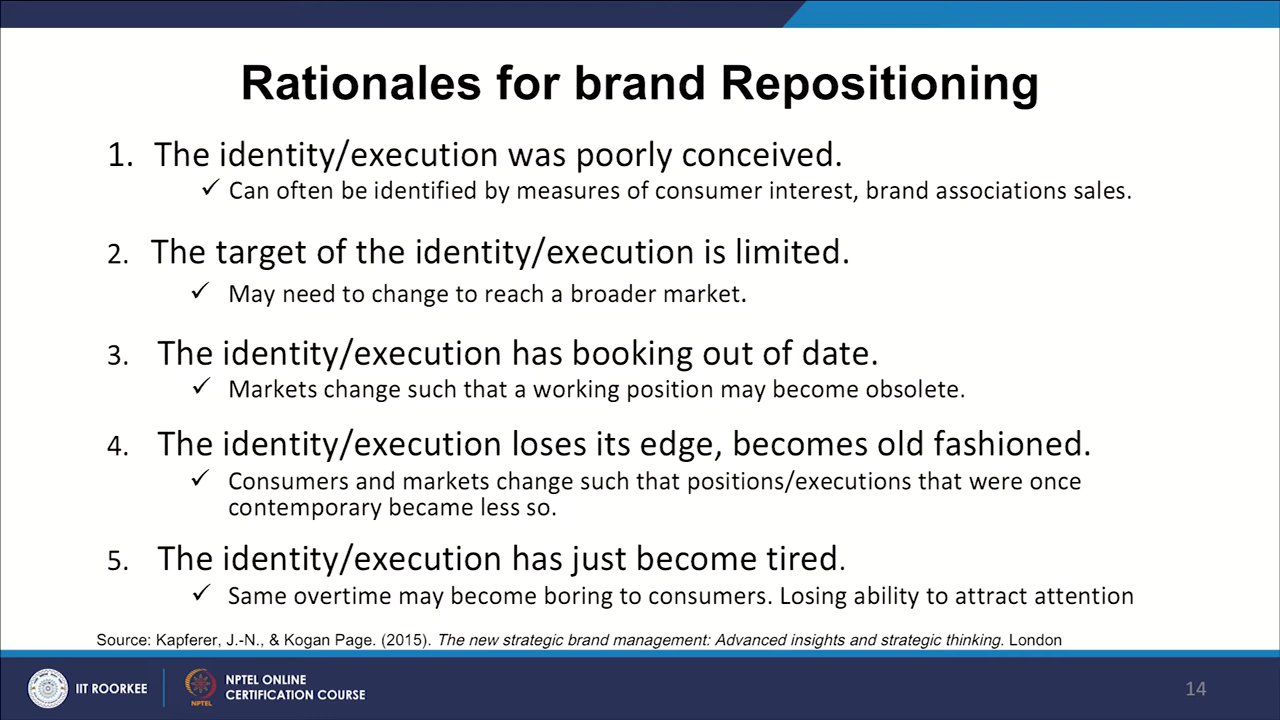 Rationales for brand Repositioning
1. The identity/execution was poorly conceived.
✓ Can often be identified by measures of consumer interest, brand associations sales.
2. The target of the identity/execution is limited.
✓ May need to change to reach a broader market.
3. The identity/execution has booking out of date.
✓ Markets change such that a working position may become obsolete.
4. The identity/execution loses its edge, becomes old fashioned.
✓ Consumers and markets change such that positions/executions that were once
contemporary became less so.
5. The identity/execution has just become tired.
✓ Same overtime may become boring to consumers. Losing ability to attract attention
Source: Kapferer, J.-N., & Kogan Page. (2015). The new strategic brand management: Advanced insights and strategic thinking. London
IIT ROORKEE
NPTEL
NPTEL ONLINE
CERTIFICATION COURSE
14